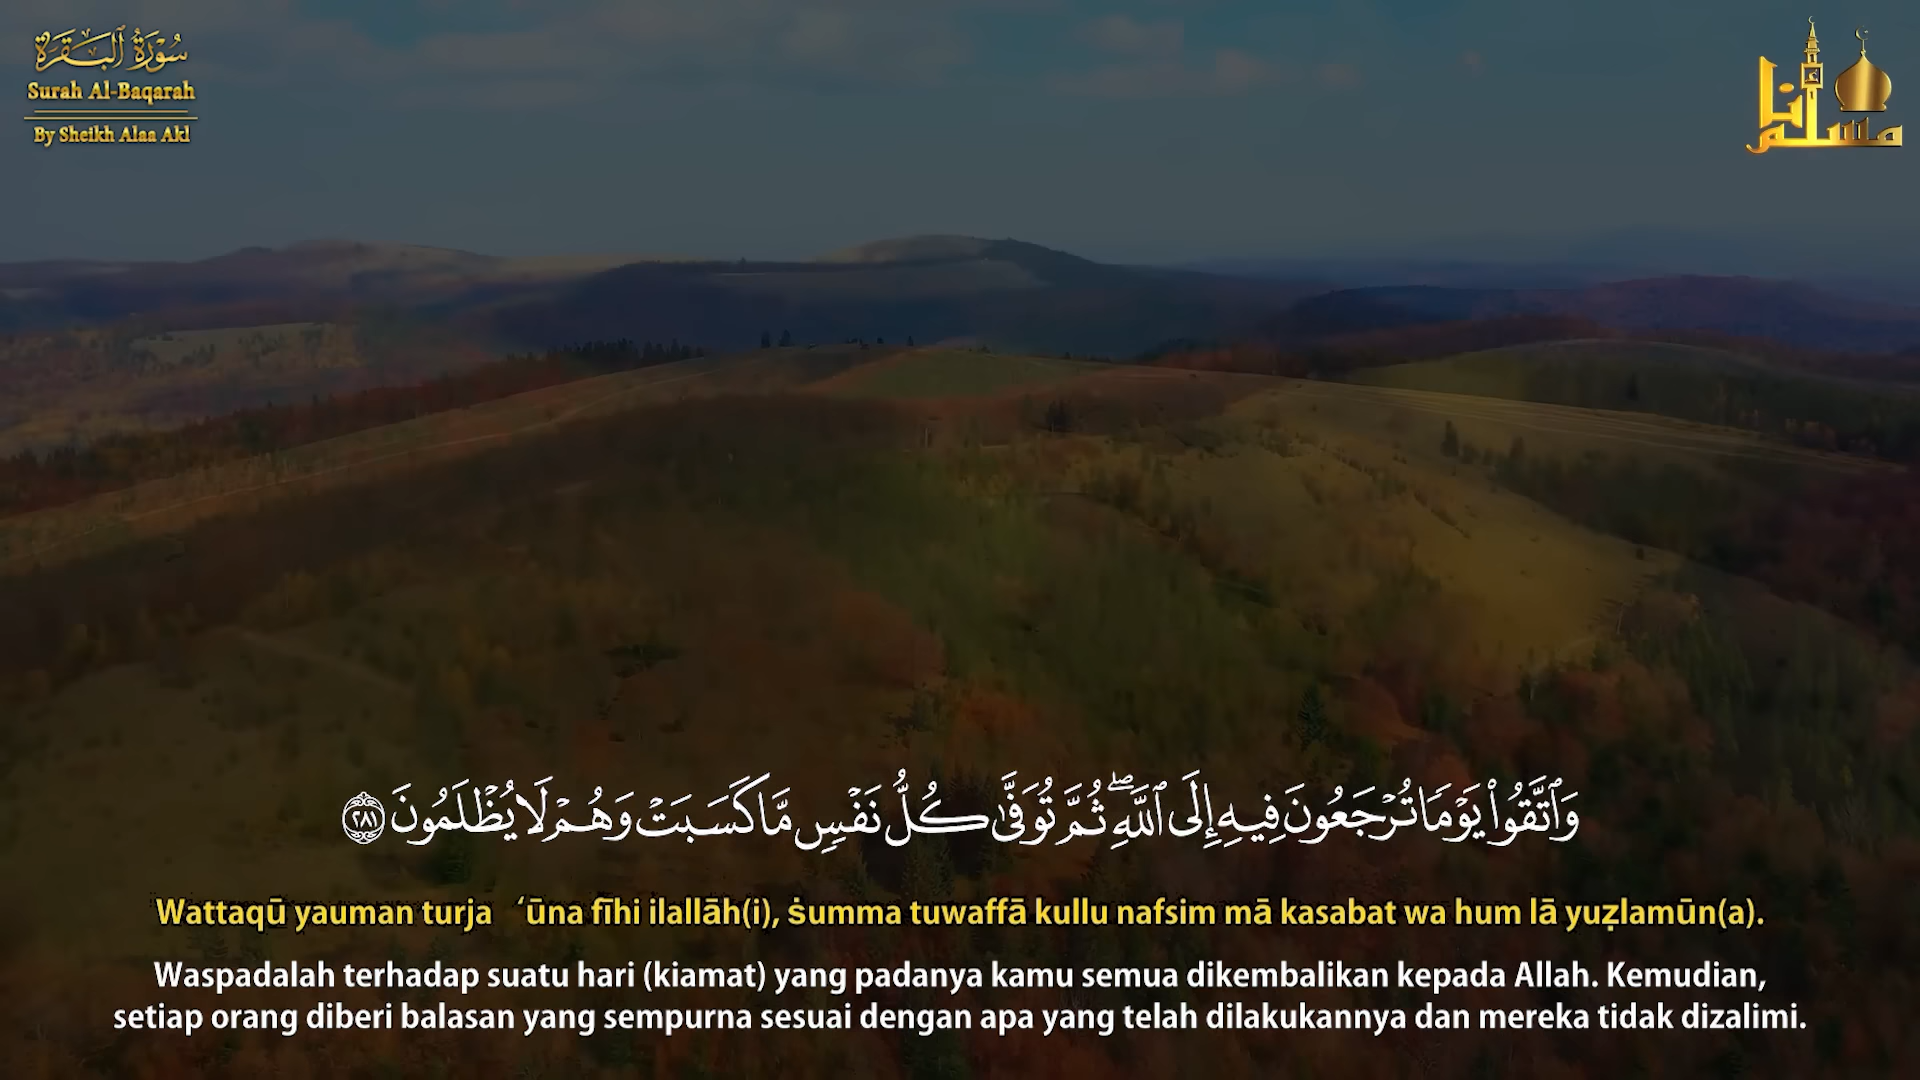 سُورَةُ ٱلْبَقَرَةِ
Surah Al-Baqarah
By Sheikh Alaa Akl
أنا
مسلم
وَٱتَّقُوا۟ يَوْمًا تُرْجَعُونَ فِيهِ إِلَى ٱللَّهِ ۖ ثُمَّ تُوَفَّىٰ كُلُّ نَفْسٍ مَّا كَسَبَتْ وَهُمْ لَا يُظْلَمُونَ ٢٨١
Wattaqū yauman turja ‘ūna fīhi ilallāh(i), ṡumma tuwaffā kullu nafsim mā kasabat wa hum lā yuẓlamūn(a).
Waspadalah terhadap suatu hari (kiamat) yang padanya kamu semua dikembalikan kepada Allah. Kemudian,
setiap orang diberi balasan yang sempurna sesuai dengan apa yang telah dilakukannya dan mereka tidak dizalimi.